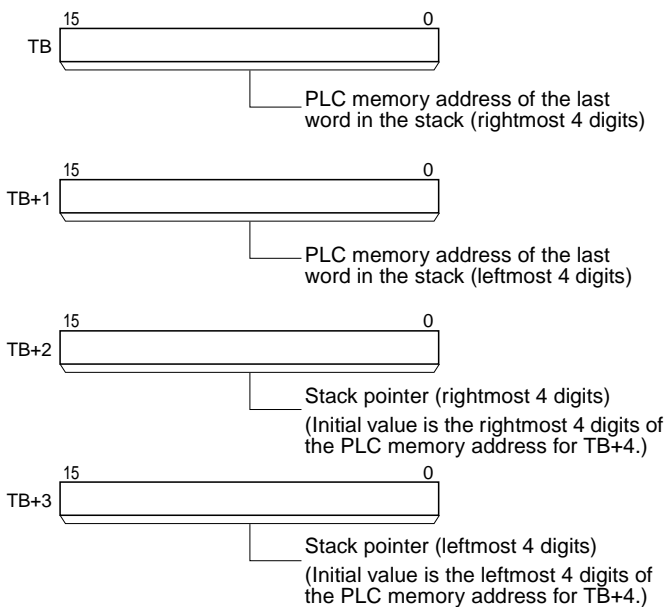 15 0
TB
PLC memory address of the last
word in the stack (rightmost 4 digits)
15 0
TB+1
PLC memory address of the last
word in the stack (leftmost 4 digits)
15 0
TB+2
Stack pointer (rightmost 4 digits)
(Initial value is the rightmost 4 digits of
the PLC memory address for TB+4.)
15 0
TB+3
Stack pointer (leftmost 4 digits)
(Initial value is the leftmost 4 digits of
the PLC memory address for TB+4.)